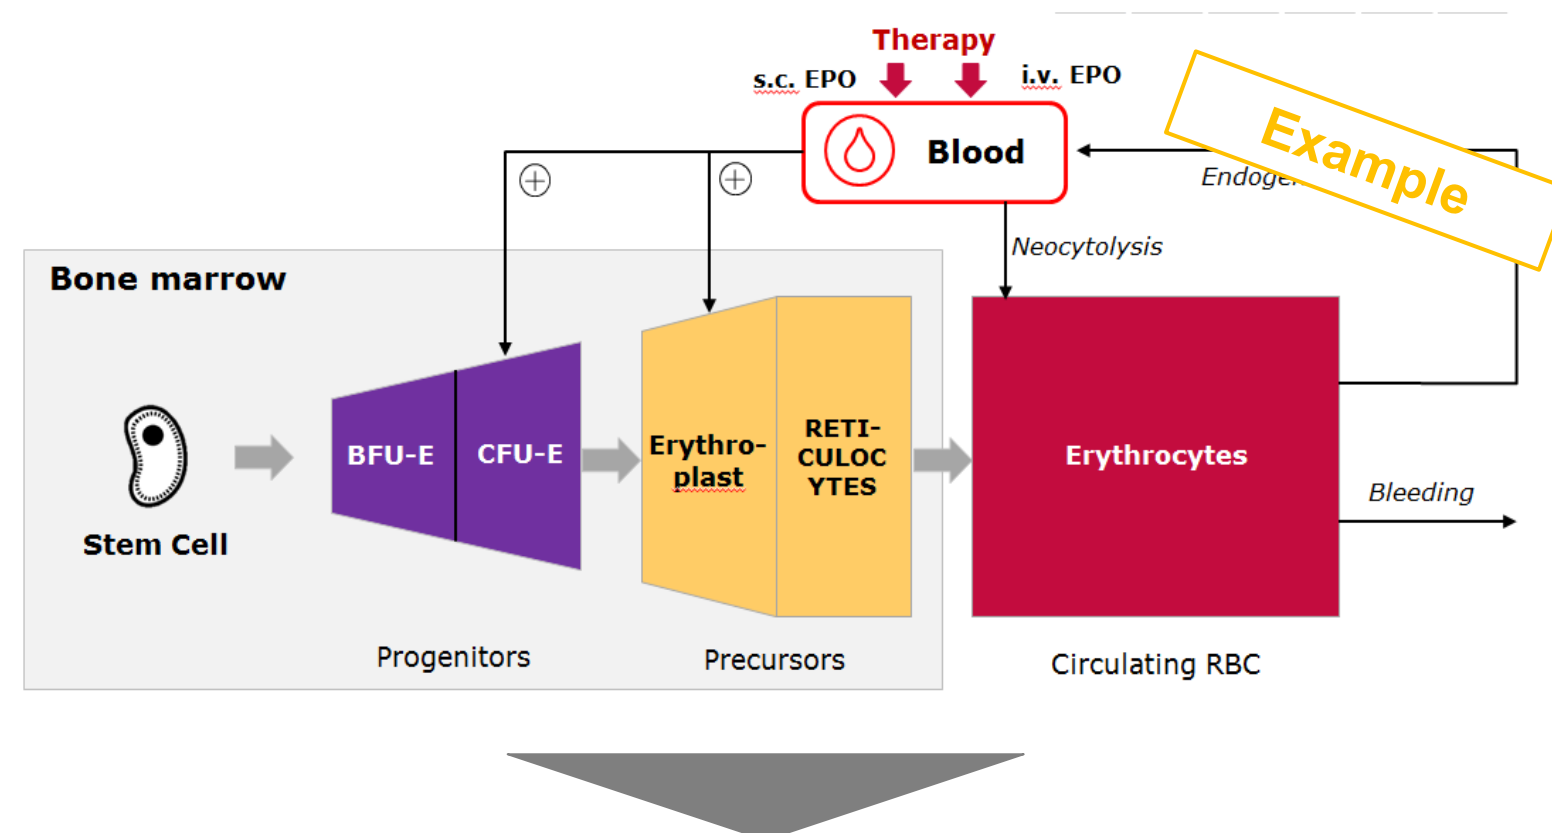 Therapy
s.c. EPO
i.v. EPO
Blood
Example
Neocytolysis
Bone marrow
BFU-E
CFU-E
Erythro-
plast
RETI-
CULOC
YTES
Erythrocytes
Bleeding
Stem Cell
Progenitors
Precursors
Circulating RBC